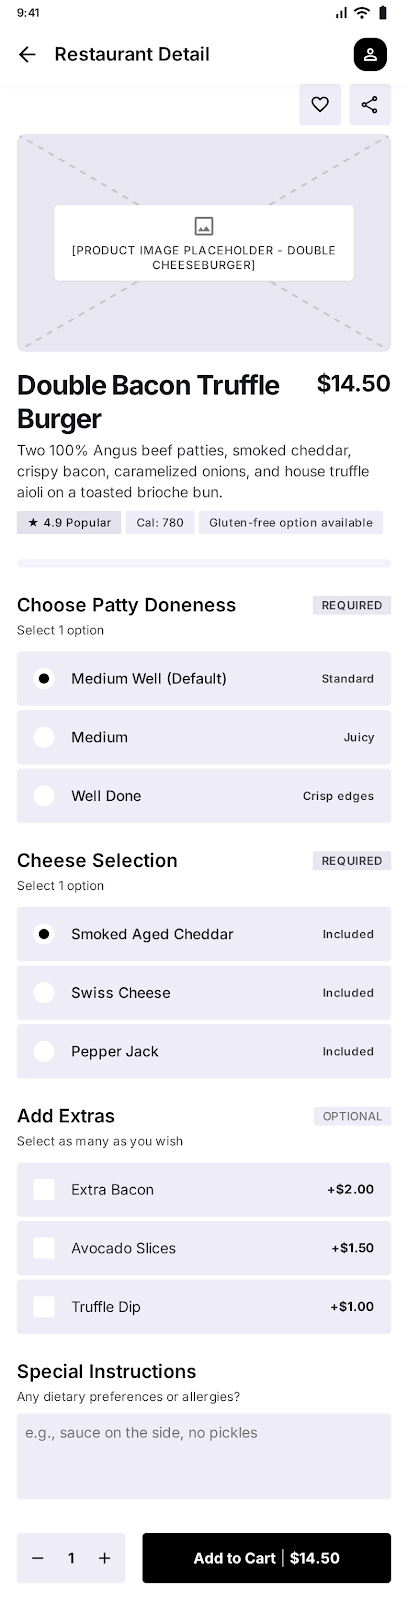 9:41
Restaurant Detail
[PRODUCT IMAGE PLACEHOLDER - DOUBLE
CHEESEBURGER]
Double Bacon Truffle
Burger
$14.50
Two 100% Angus beef patties, smoked cheddar,
crispy bacon, caramelized onions, and house truffle
aioli on a toasted brioche bun.
★ 4.9 Popular
Cal: 780
Gluten-free option available
Choose Patty Doneness
REQUIRED
Select 1 option
Medium Well (Default)
Standard
Medium
Juicy
Well Done
Crisp edges
Cheese Selection
REQUIRED
Select 1 option
Smoked Aged Cheddar
Included
Swiss Cheese
Included
Pepper Jack
Included
Add Extras
OPTIONAL
Select as many as you wish
Extra Bacon
+$2.00
Avocado Slices
+$1.50
Truffle Dip
+$1.00
Special Instructions
Any dietary preferences or allergies?
e.g., sauce on the side, no pickles
− 1 +
Add to Cart | $14.50